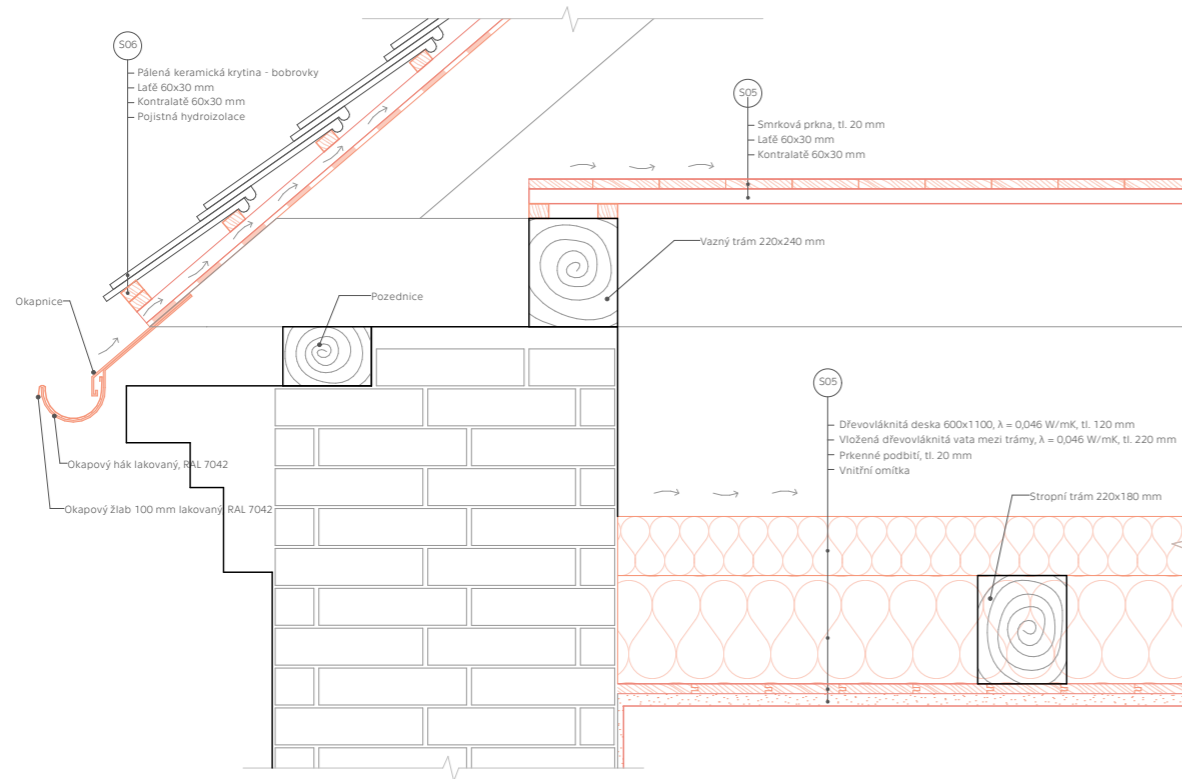 S06
Pálená keramická krytina - bobrovky
Latě 60x30 mm
Kontralatě 60x30 mm
Pojistná hydroizolace
S05
Smrková prkna, tl. 20 mm
Latě 60x30 mm
Kontralatě 60x30 mm
Vazný trám 220x240 mm
Okapnice
Pozednice
S05
Dřevovláknitá deska 600x1100, λ = 0,046 W/mK, tl. 120 mm
Vložená dřevovláknitá vata mezi trámy, λ = 0,046 W/mK, tl. 220 mm
Prkenné podbití, tl. 20 mm
Vnitřní omítka
Okapový hák lakovaný, RAL 7042
Okapový žlab 100 mm lakovaný, RAL 7042
Stropní trám 220x180 mm